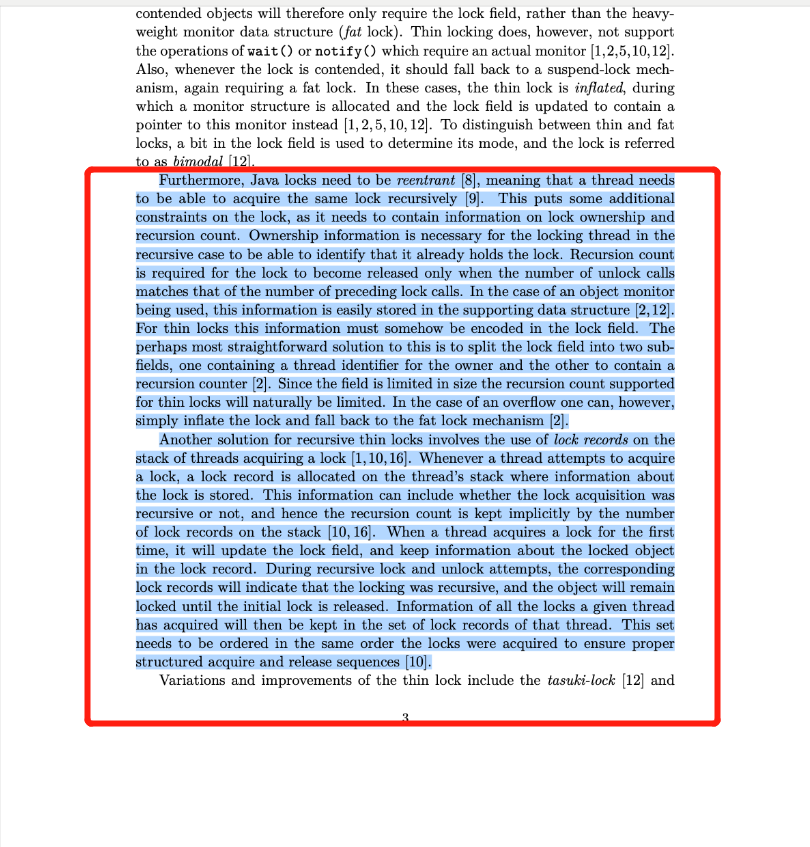 contended objects will therefore only require the lock field, rather than the heavy-
weight monitor data structure (fat lock). Thin locking does, however, not support
the operations of wait() or notify() which require an actual monitor [1,2,5,10,12].
Also, whenever the lock is contended, it should fall back to a suspend-lock mech-
anism, again requiring a fat lock. In these cases, the thin lock is inflated, during
which a monitor structure is allocated and the lock field is updated to contain a
pointer to this monitor instead [1,2,5,10,12]. To distinguish between thin and fat
locks, a bit in the lock field is used to determine its mode, and the lock is referred
to as bimodal [12].
Furthermore, Java locks need to be reentrant [8], meaning that a thread needs
to be able to acquire the same lock recursively [9]. This puts some additional
constraints on the lock, as it needs to contain information on lock ownership and
recursion count. Ownership information is necessary for the locking thread in the
recursive case to be able to identify that it already holds the lock. Recursion count
is required for the lock to become released only when the number of unlock calls
matches that of the number of preceding lock calls. In the case of an object monitor
being used, this information is easily stored in the supporting data structure [2,12].
For thin locks this information must somehow be encoded in the lock field. The
perhaps most straightforward solution to this is to split the lock field into two sub-
fields, one containing a thread identifier for the owner and the other to contain a
recursion counter [2]. Since the field is limited in size the recursion count supported
for thin locks will naturally be limited. In the case of an overflow one can, however,
simply inflate the lock and fall back to the fat lock mechanism [2].
Another solution for recursive thin locks involves the use of lock records on the
stack of threads acquiring a lock [1,10,16]. Whenever a thread attempts to acquire
a lock, a lock record is allocated on the thread's stack where information about
the lock is stored. This information can include whether the lock acquisition was
recursive or not, and hence the recursion count is kept implicitly by the number
of lock records on the stack [10,16]. When a thread acquires a lock for the first
time, it will update the lock field, and keep information about the locked object
in the lock record. During recursive lock and unlock attempts, the corresponding
lock records will indicate that the locking was recursive, and the object will remain
locked until the initial lock is released. Information of all the locks a given thread
has acquired will then be kept in the set of lock records of that thread. This set
needs to be ordered in the same order the locks were acquired to ensure proper
structured acquire and release sequences [10].
Variations and improvements of the thin lock include the tasuki-lock [12] and
3